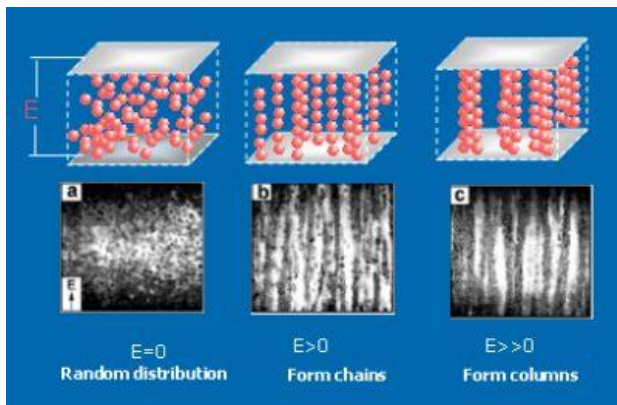 E
a
b
c
E
E=0
E>0
E>>0
Random distribution
Form chains
Form columns